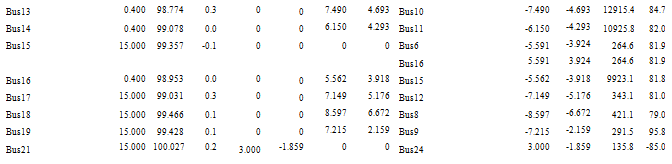 Bus13 0.400 98.774 0.3 0 0 7.490 4.693 Bus10 -7.490 -4.693 12915.4 84.7
Bus14 0.400 99.078 0.0 0 0 6.150 4.293 Bus11 -6.150 -4.293 10925.8 82.0
Bus15 15.000 99.357 -0.1 0 0 0 0 Bus6 -5.591 -3.924 264.6 81.9
Bus16 5.591 3.924 264.6 81.9
Bus16 0.400 98.953 0.0 0 0 5.562 3.918 Bus15 -5.562 -3.918 9923.1 81.8
Bus17 15.000 99.031 0.3 0 0 7.149 5.176 Bus12 -7.149 -5.176 343.1 81.0
Bus18 15.000 99.466 0.1 0 0 8.597 6.672 Bus8 -8.597 -6.672 421.1 79.0
Bus19 15.000 99.428 0.1 0 0 7.215 2.159 Bus9 -7.215 -2.159 291.5 95.8
Bus21 15.000 100.027 0.2 3.000 -1.859 0 0 Bus24 3.000 -1.859 135.8 -85.0